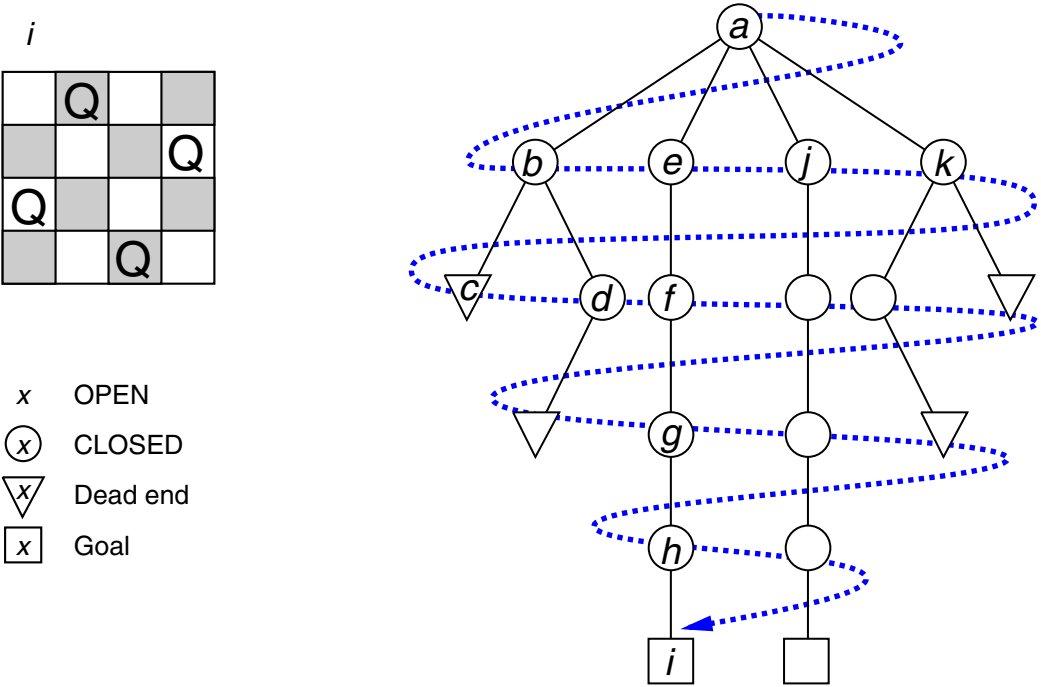 i
Q
Q
Q
Q
x OPEN
x CLOSED
x Dead end
x Goal
a
b e j k
c d f
g
h
i